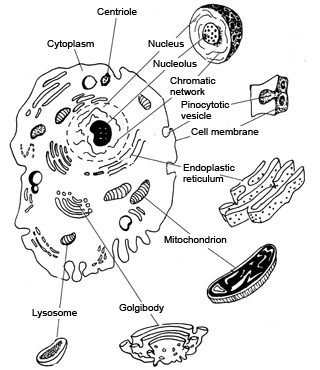 Centriole
Cytoplasm
Nucleus
Nucleolus
Chromatic
network
Pinocytotic
vesicle
Cell membrane
Endoplastic
reticulum
Mitochondrion
Golgibody
Lysosome